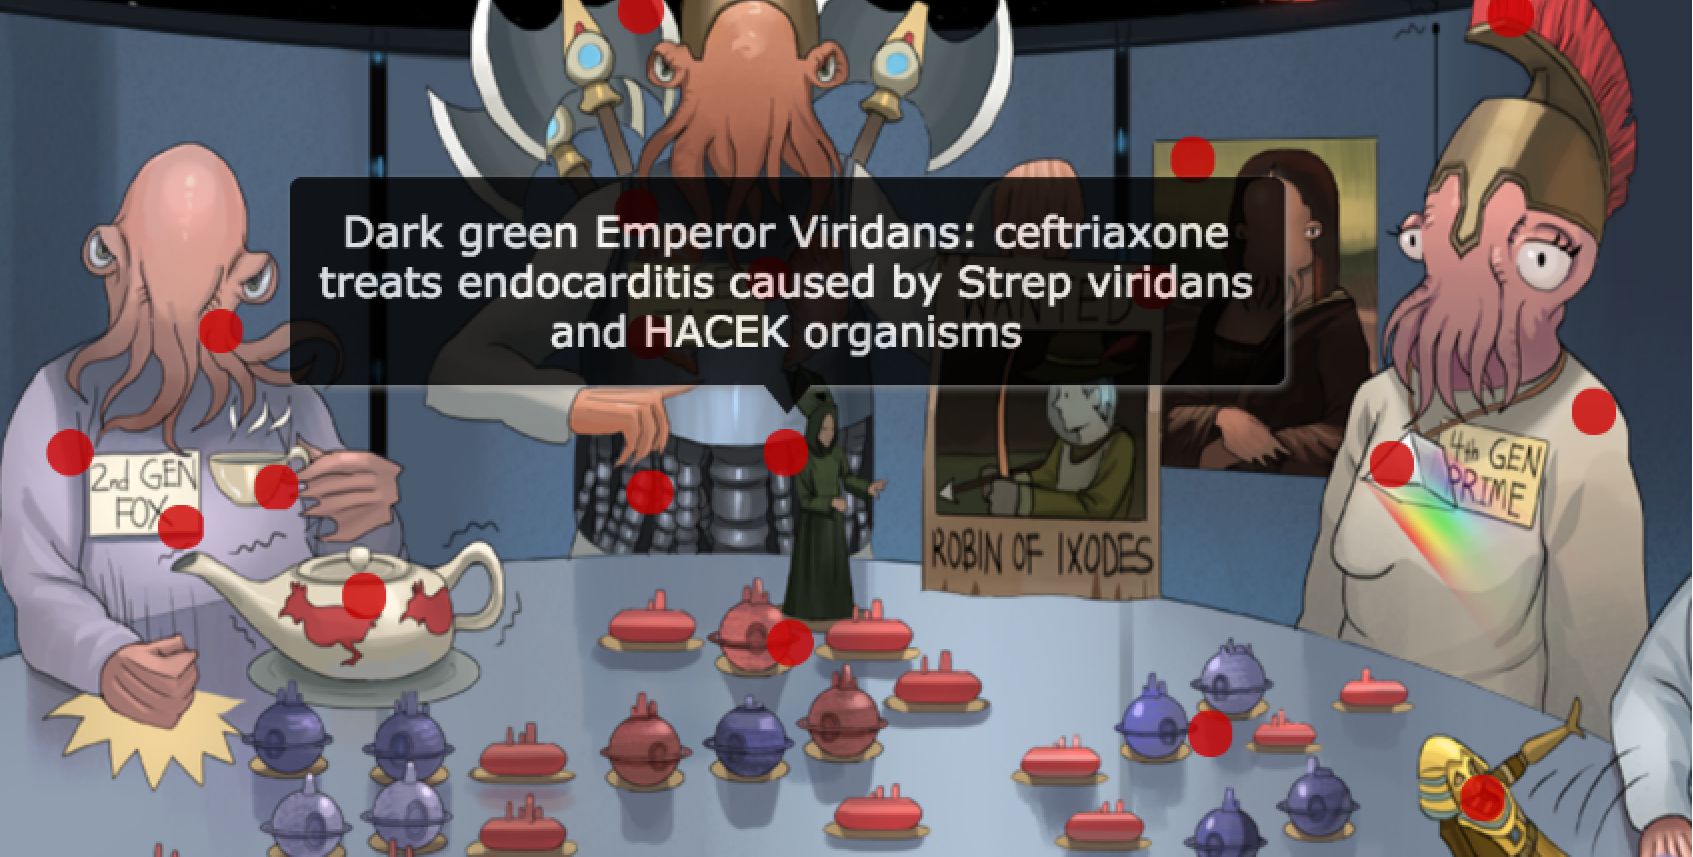 Dark green Emperor Viridans: ceftriaxone
treats endocarditis caused by Strep viridans
and HACEK organisms
WANTED
2nd GEN
FOX
ROBIN OF IXODES
4th GEN
PRIME